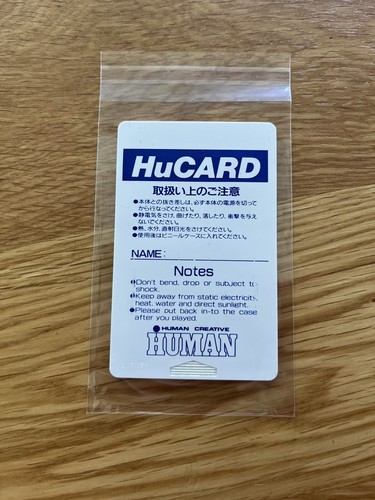 HuCARD
取扱い上のご注意
●本体との抜き差しは、必ず本体の電源を切って
から行なってください。
●静電気をさけ、曲げたり、落したり、衝撃を与え
ないでください。
●熱、水分、直射日光をさけてください。
●使用後はビニールケースに入れてください。
NAME:
Notes
●Don't bend, drop or subject to
shock.
●Keep away from static electricity,
heat, water and direct sunlight.
●Please put back in-to the case
after you played.
HUMAN CREATIVE
HUMAN